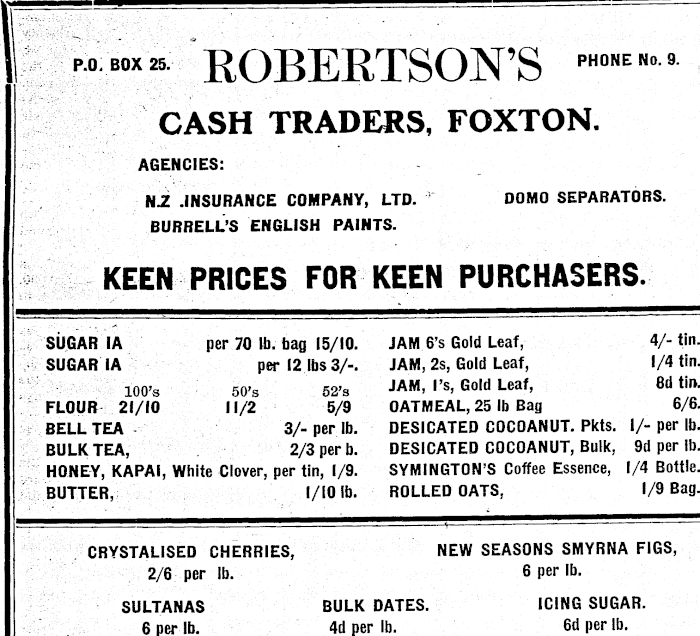 P.O. BOX 25. ROBERTSON'S PHONE No. 9.
CASH TRADERS, FOXTON.
AGENCIES:
N.Z .INSURANCE COMPANY, LTD. DOMO SEPARATORS.
BURRELL'S ENGLISH PAINTS.
KEEN PRICES FOR KEEN PURCHASERS.
SUGAR IA per 70 lb. bag 15/10.
SUGAR IA per 12 lbs 3/-.
100's 50's 52's
FLOUR 21/10 11/2 5/9
BELL TEA 3/- per lb.
BULK TEA, 2/3 per b.
HONEY, KAPAI, White Clover, per tin, 1/9.
BUTTER, 1/10 lb.
JAM 6's Gold Leaf, 4/- tin.
JAM, 2s, Gold Leaf, 1/4 tin.
JAM, 1's, Gold Leaf, 8d tin.
OATMEAL, 25 lb Bag 6/6.
DESICATED COCOANUT. Pkts. 1/- per lb.
DESICATED COCOANUT, Bulk, 9d per lb.
SYMINGTON'S Coffee Essence, 1/4 Bottle.
ROLLED OATS, 1/9 Bag.
CRYSTALISED CHERRIES, NEW SEASONS SMYRNA FIGS,
2/6 per lb. 6 per lb.
SULTANAS BULK DATES. ICING SUGAR.
6 per lb. 4d per lb. 6d per lb.